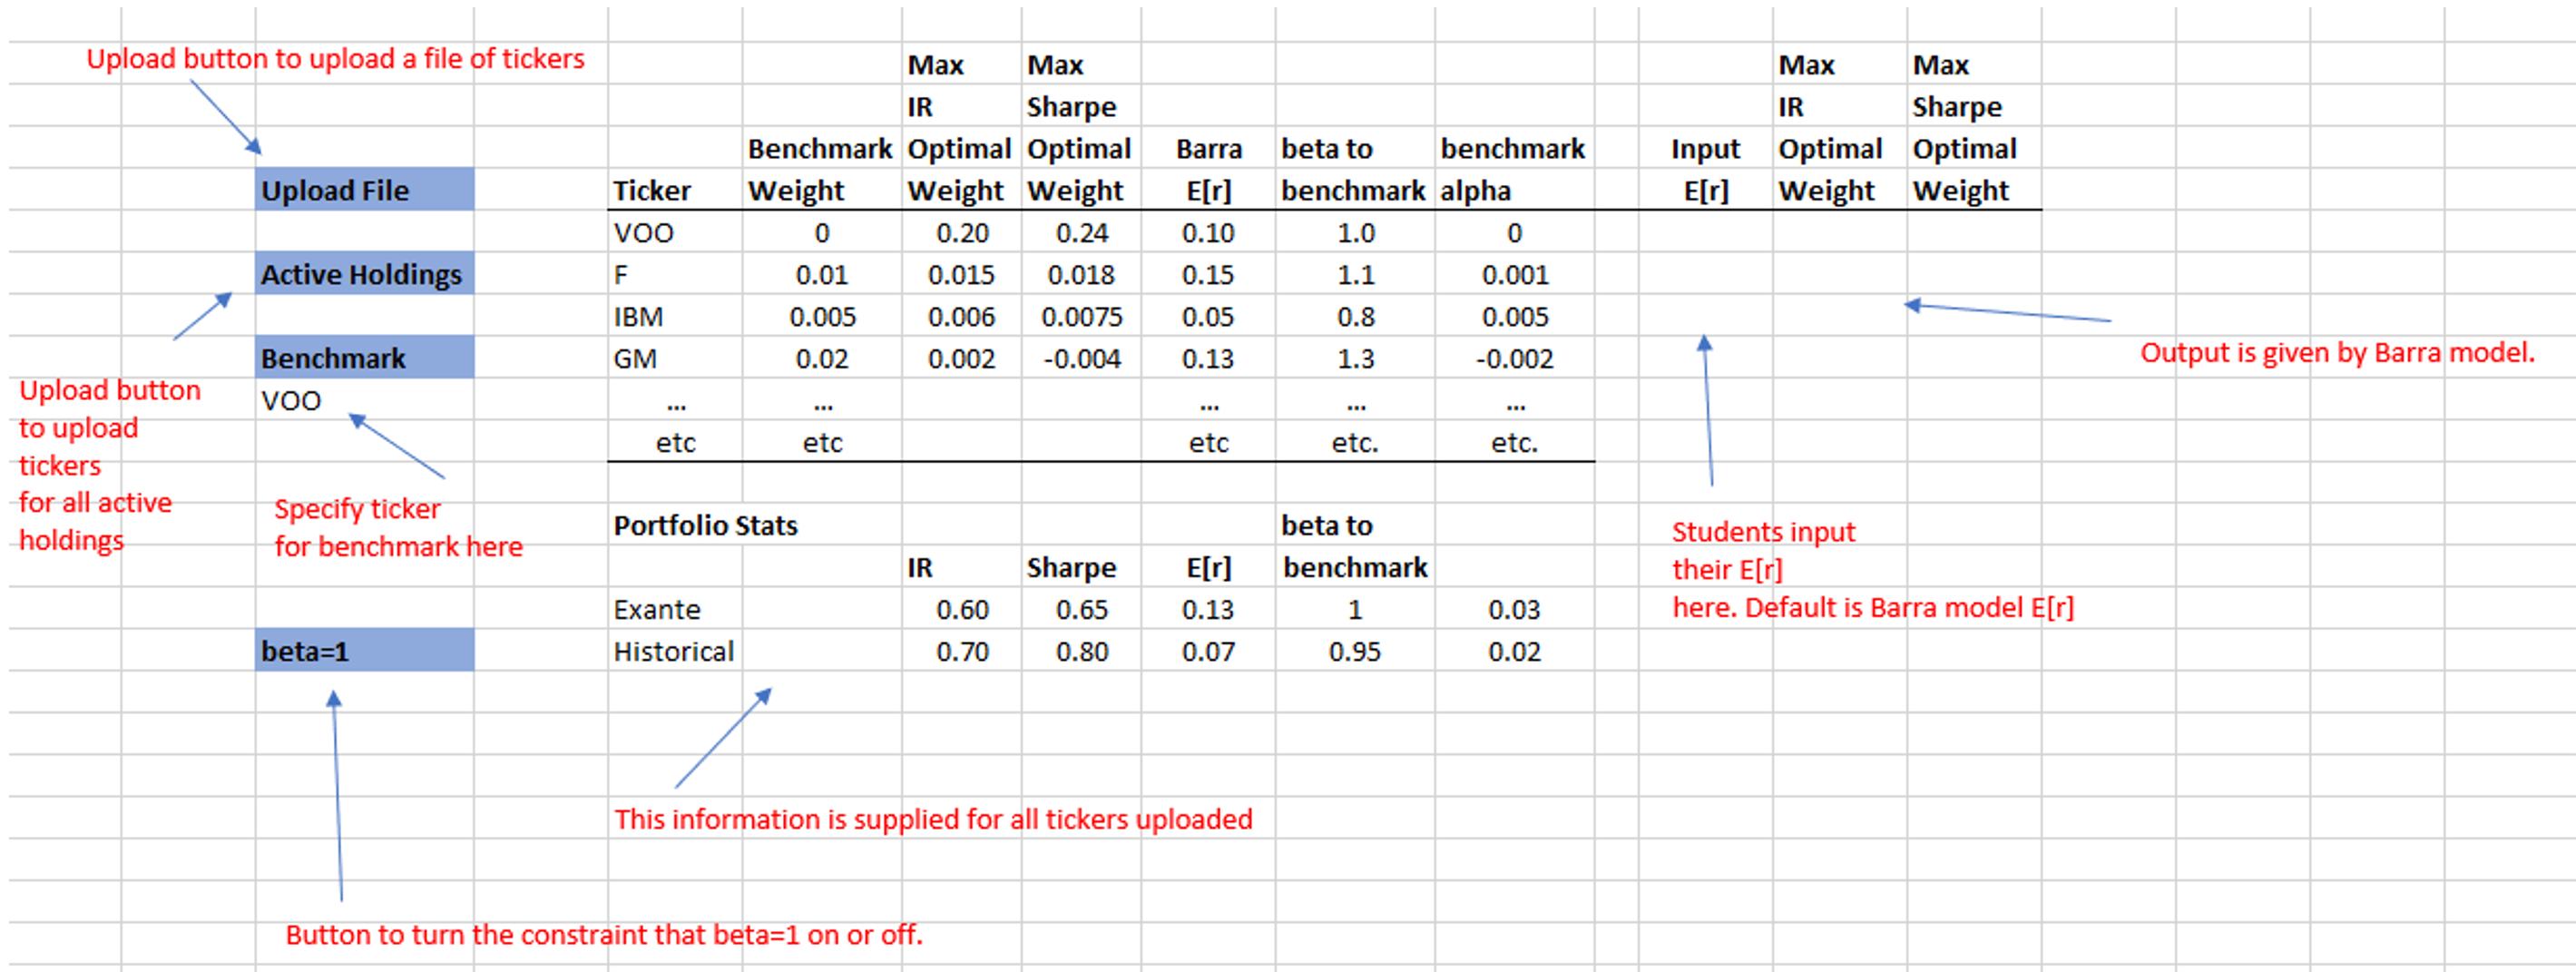 Upload button to upload a file of tickers
Max Max Max Max
IR Sharpe IR Sharpe
Benchmark Optimal Optimal Barra beta to benchmark Input Optimal Optimal
Upload File Ticker Weight Weight Weight E[r] benchmark alpha E[r] Weight Weight
VOO 0 0.20 0.24 0.10 1.0 0
Active Holdings F 0.01 0.015 0.018 0.15 1.1 0.001
IBM 0.005 0.006 0.0075 0.05 0.8 0.005
Benchmark GM 0.02 0.002 -0.004 0.13 1.3 -0.002
Output is given by Barra model.
VOO ... ... ... ... ...
etc etc etc etc. etc.
Upload button
to upload
tickers
for all active
holdings
Specify ticker
for benchmark here
Portfolio Stats beta to
IR Sharpe E[r] benchmark
Exante 0.60 0.65 0.13 1 0.03
beta=1 Historical 0.70 0.80 0.07 0.95 0.02
Students input
their E[r]
here. Default is Barra model E[r]
This information is supplied for all tickers uploaded
Button to turn the constraint that beta=1 on or off.